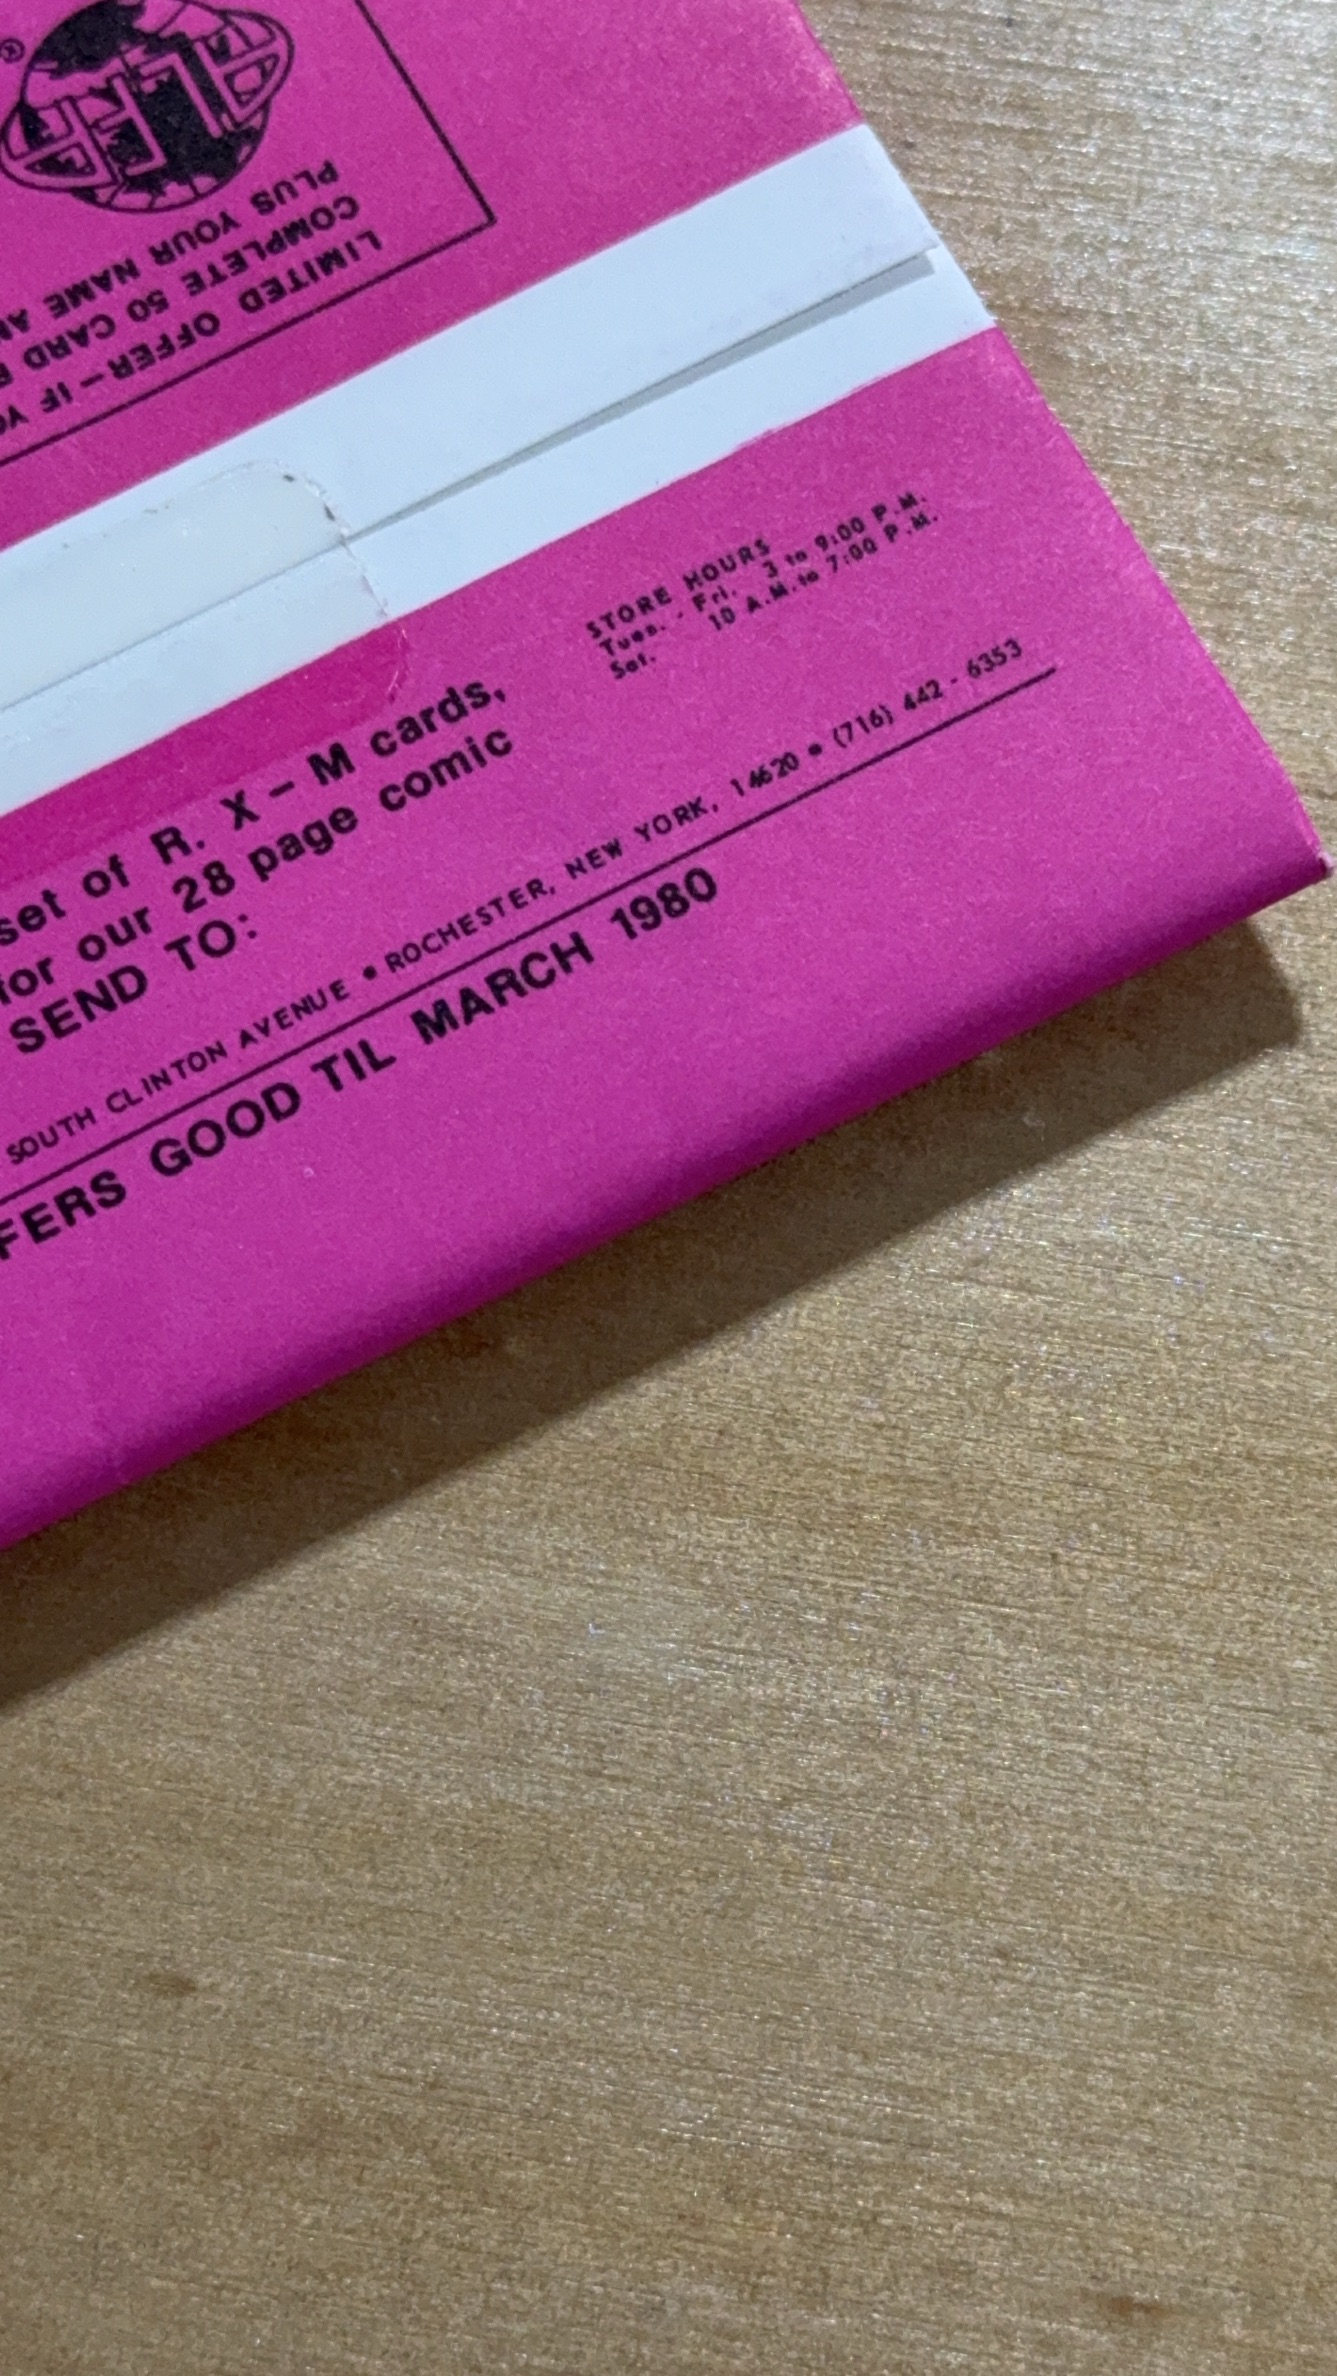 FLEER
®
PLUS YOUR NAME
COMPLETE 50 CARD
LIMITED OFFER – IF
STORE HOURS
Tues. - Fri. 3 to 9:00 P.M.
Sat. 10 A.M. to 7:00 P.M.
set of R. X – M cards,
for our 28 page comic
SEND TO:
SOUTH CLINTON AVENUE • ROCHESTER, NEW YORK, 14620 • (716) 442 - 6353
FERS GOOD TIL MARCH 1980